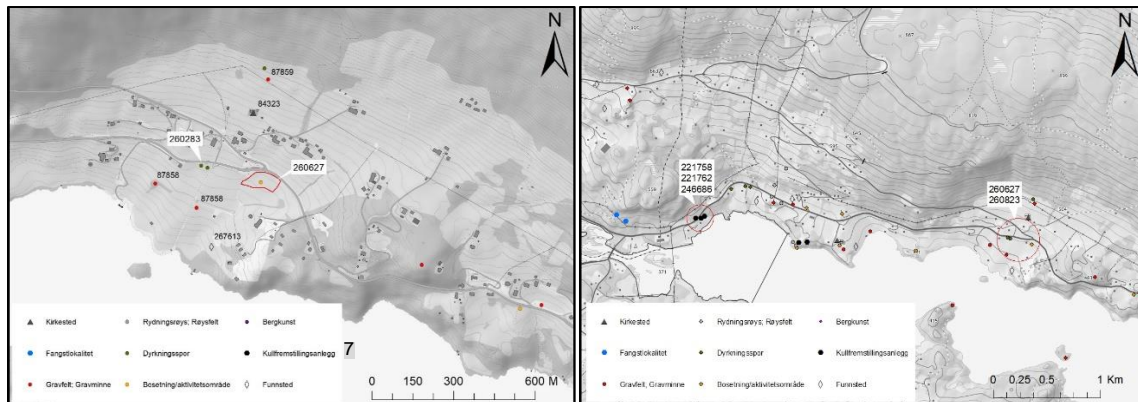 N
87859
84323
260283
260627
87858
87858
267613
Kirkested
Rydningsrøys; Røysfelt
Bergkunst
Fangstlokalitet
Dyrkningsspor
Kullfremstillingsanlegg
7
Gravfelt; Gravminne
Bosetning/aktivitetsområde
Funnsted
0 300 600 M
N
221758
221762
246686
260627
260823
Kirkested
Rydningsrøys; Røysfelt
Bergkunst
Fangstlokalitet
Dyrkningsspor
Kullfremstillingsanlegg
Gravfelt; Gravminne
Bosetning/aktivitetsområde
Funnsted
0 0.25 0.5 1 Km